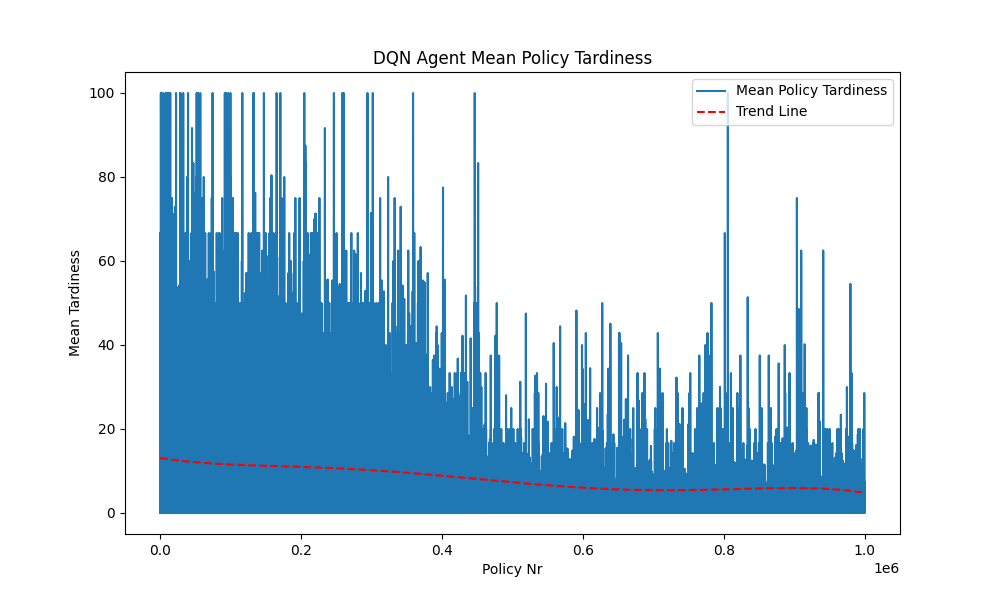 DQN Agent Mean Policy Tardiness
Mean Policy Tardiness
Trend Line
100
80
60
40
20
0
Mean Tardiness
0.0 0.2 0.4 0.6 0.8 1.0
1e6
Policy Nr